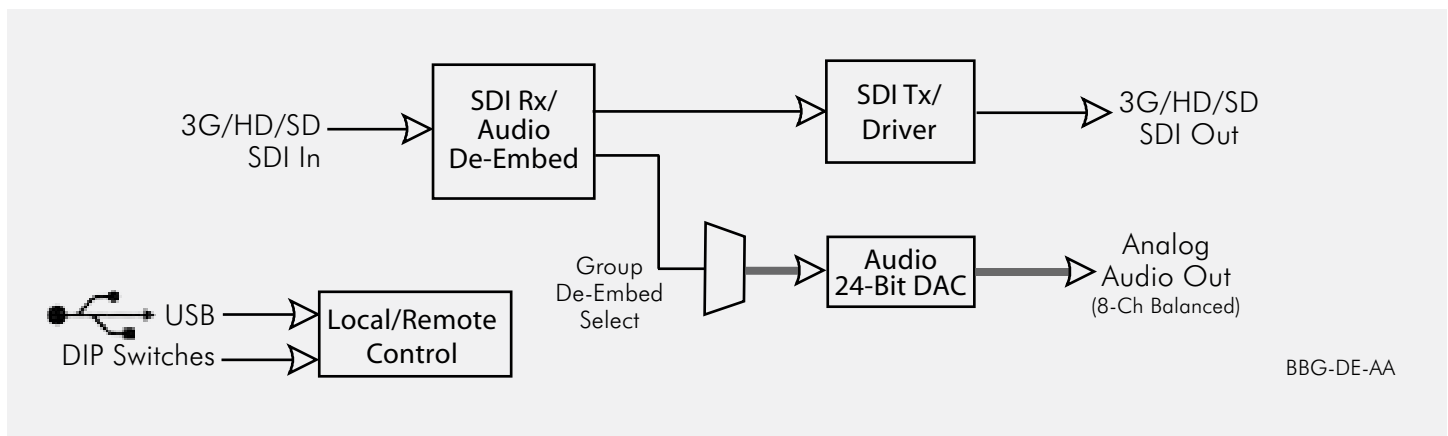 3G/HD/SD
SDI In
SDI Rx/
Audio
De-Embed
SDI Tx/
Driver
3G/HD/SD
SDI Out
Group
De-Embed
Select
Audio
24-Bit DAC
Analog
Audio Out
(8-Ch Balanced)
USB
DIP Switches
Local/Remote
Control
BBG-DE-AA